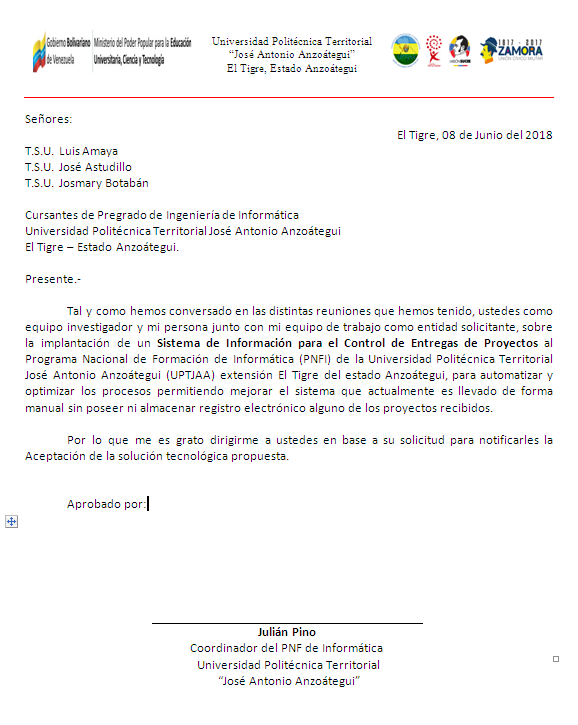 Gobierno Bolivariano de Venezuela
Ministerio del Poder Popular para la Educación Universitaria, Ciencia y Tecnología
Universidad Politécnica Territorial
“José Antonio Anzoátegui”
El Tigre, Estado Anzoátegui
1817 - 2017
ZAMORA
UNIÓN CÍVICO MILITAR
Señores:
El Tigre, 08 de Junio del 2018
T.S.U. Luis Amaya
T.S.U. José Astudillo
T.S.U. Josmary Botabán
Cursantes de Pregrado de Ingeniería de Informática
Universidad Politécnica Territorial José Antonio Anzoátegui
El Tigre – Estado Anzoátegui.
Presente.-
Tal y como hemos conversado en las distintas reuniones que hemos tenido, ustedes como
equipo investigador y mi persona junto con mi equipo de trabajo como entidad solicitante, sobre
la implantación de un Sistema de Información para el Control de Entregas de Proyectos al
Programa Nacional de Formación de Informática (PNFI) de la Universidad Politécnica Territorial
José Antonio Anzoátegui (UPTJAA) extensión El Tigre del estado Anzoátegui, para automatizar y
optimizar los procesos permitiendo mejorar el sistema que actualmente es llevado de forma
manual sin poseer ni almacenar registro electrónico alguno de los proyectos recibidos.
Por lo que me es grato dirigirme a ustedes en base a su solicitud para notificarles la
Aceptación de la solución tecnológica propuesta.
Aprobado por:
Julián Pino
Coordinador del PNF de Informática
Universidad Politécnica Territorial
“José Antonio Anzoátegui”